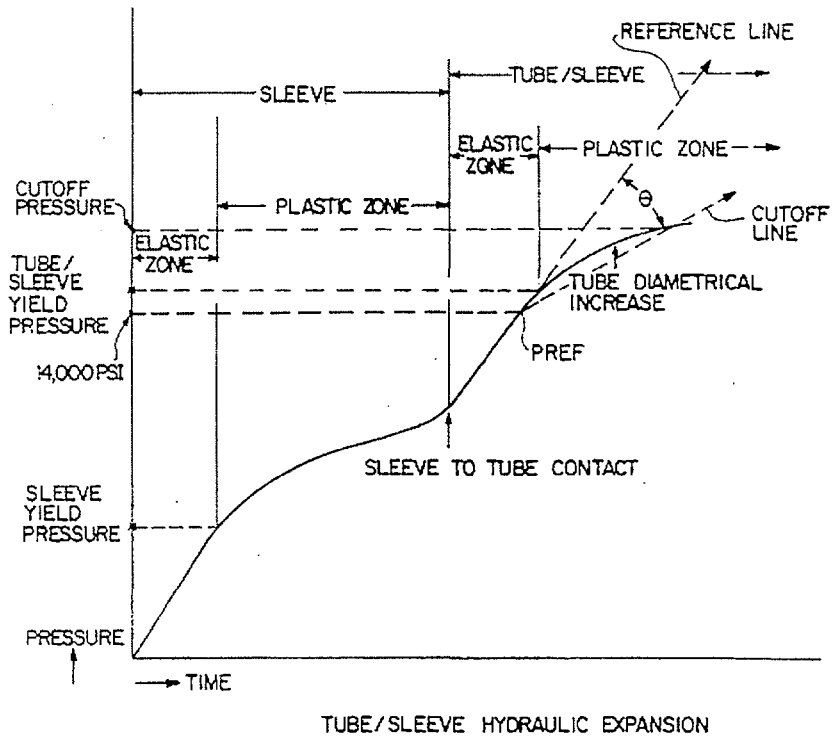 REFERENCE LINE
TUBE/SLEEVE
SLEEVE
ELASTIC
ZONE
PLASTIC ZONE
CUTOFF
PRESSURE
PLASTIC ZONE
θ
CUTOFF
LINE
ELASTIC
ZONE
TUBE/
SLEEVE
YIELD
PRESSURE
TUBE DIAMETRICAL
INCREASE
PREF
14,000 PSI
SLEEVE TO TUBE CONTACT
SLEEVE
YIELD
PRESSURE
PRESSURE
TIME
TUBE/SLEEVE HYDRAULIC EXPANSION